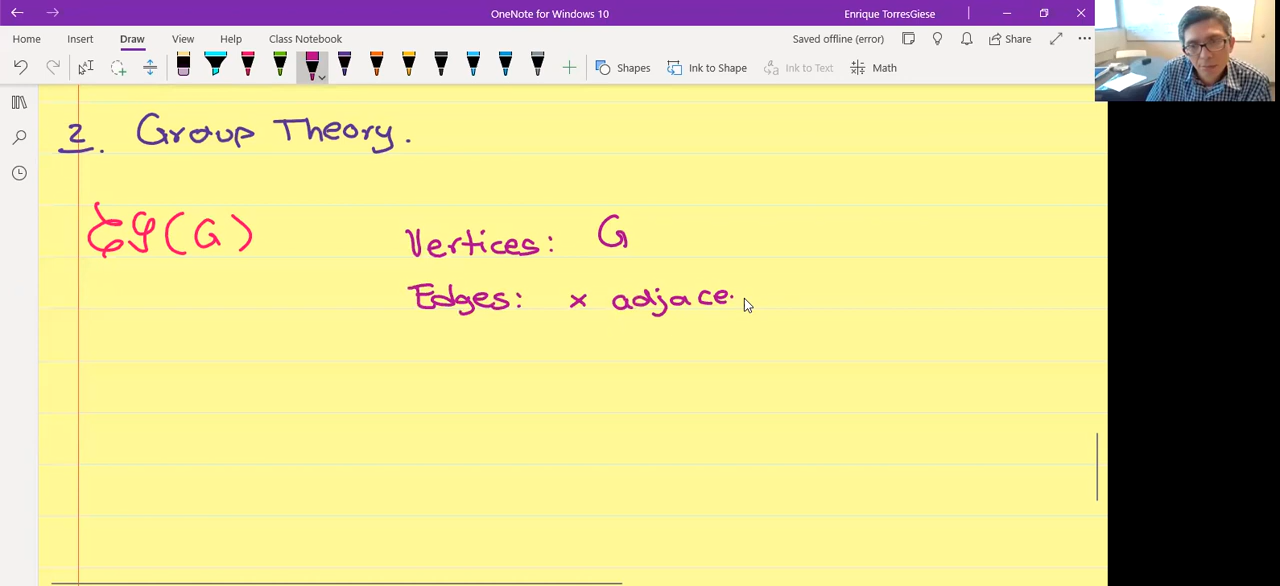 OneNote for Windows 10
Enrique TorresGiese
Home Insert Draw View Help Class Notebook
Saved offline (error)
Share
Shapes
Ink to Shape
Ink to Text
Math
2. Group Theory.
(G)
Vertices: G
Edges: x adjace